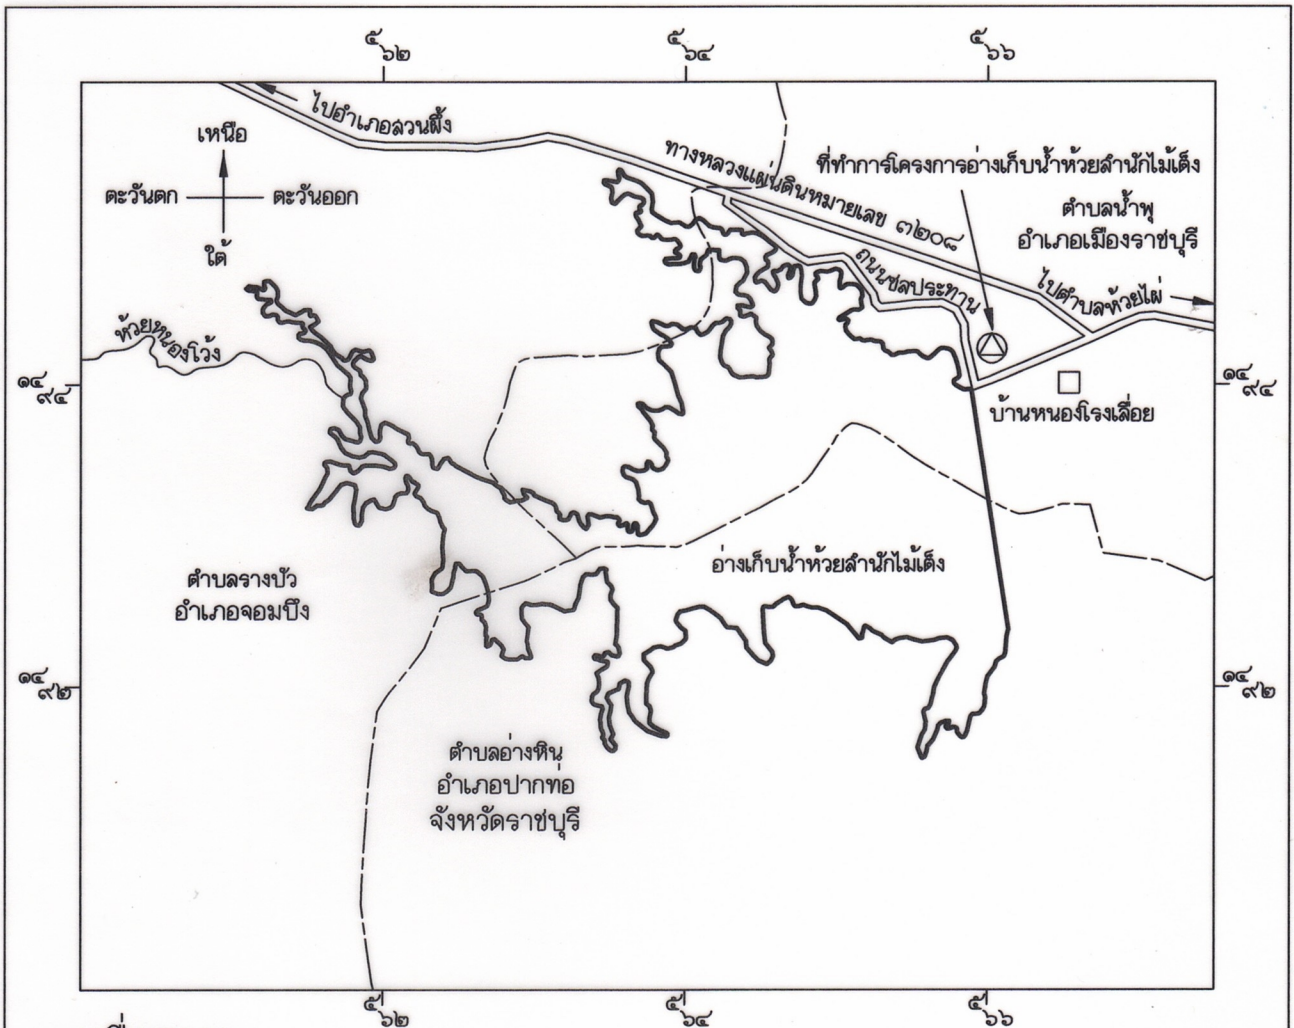 ๕๖๒
๕๖๔
๕๖๖
ไปอำเภอสวนผึ้ง
เหนือ
ตะวันตก
ตะวันออก
ใต้
ทางหลวงแผ่นดินหมายเลข ๓๒๐๘
ที่ทำการโครงการอ่างเก็บน้ำห้วยสำนักไม้เต็ง
ตำบลน้ำพุ
อำเภอเมืองราชบุรี
ถนนชลประทาน
ไปตำบลห้วยไผ่
ห้วยหนองโว้ง
๑๔๙๔
๑๔๙๔
บ้านหนองโรงเลื่อย
อ่างเก็บน้ำห้วยสำนักไม้เต็ง
ตำบลรางบัว
อำเภอจอมบึง
๑๔๙๒
๑๔๙๒
ตำบลอ่างหิน
อำเภอปากท่อ
จังหวัดราชบุรี
๕๖๒
๕๖๔
๕๖๖